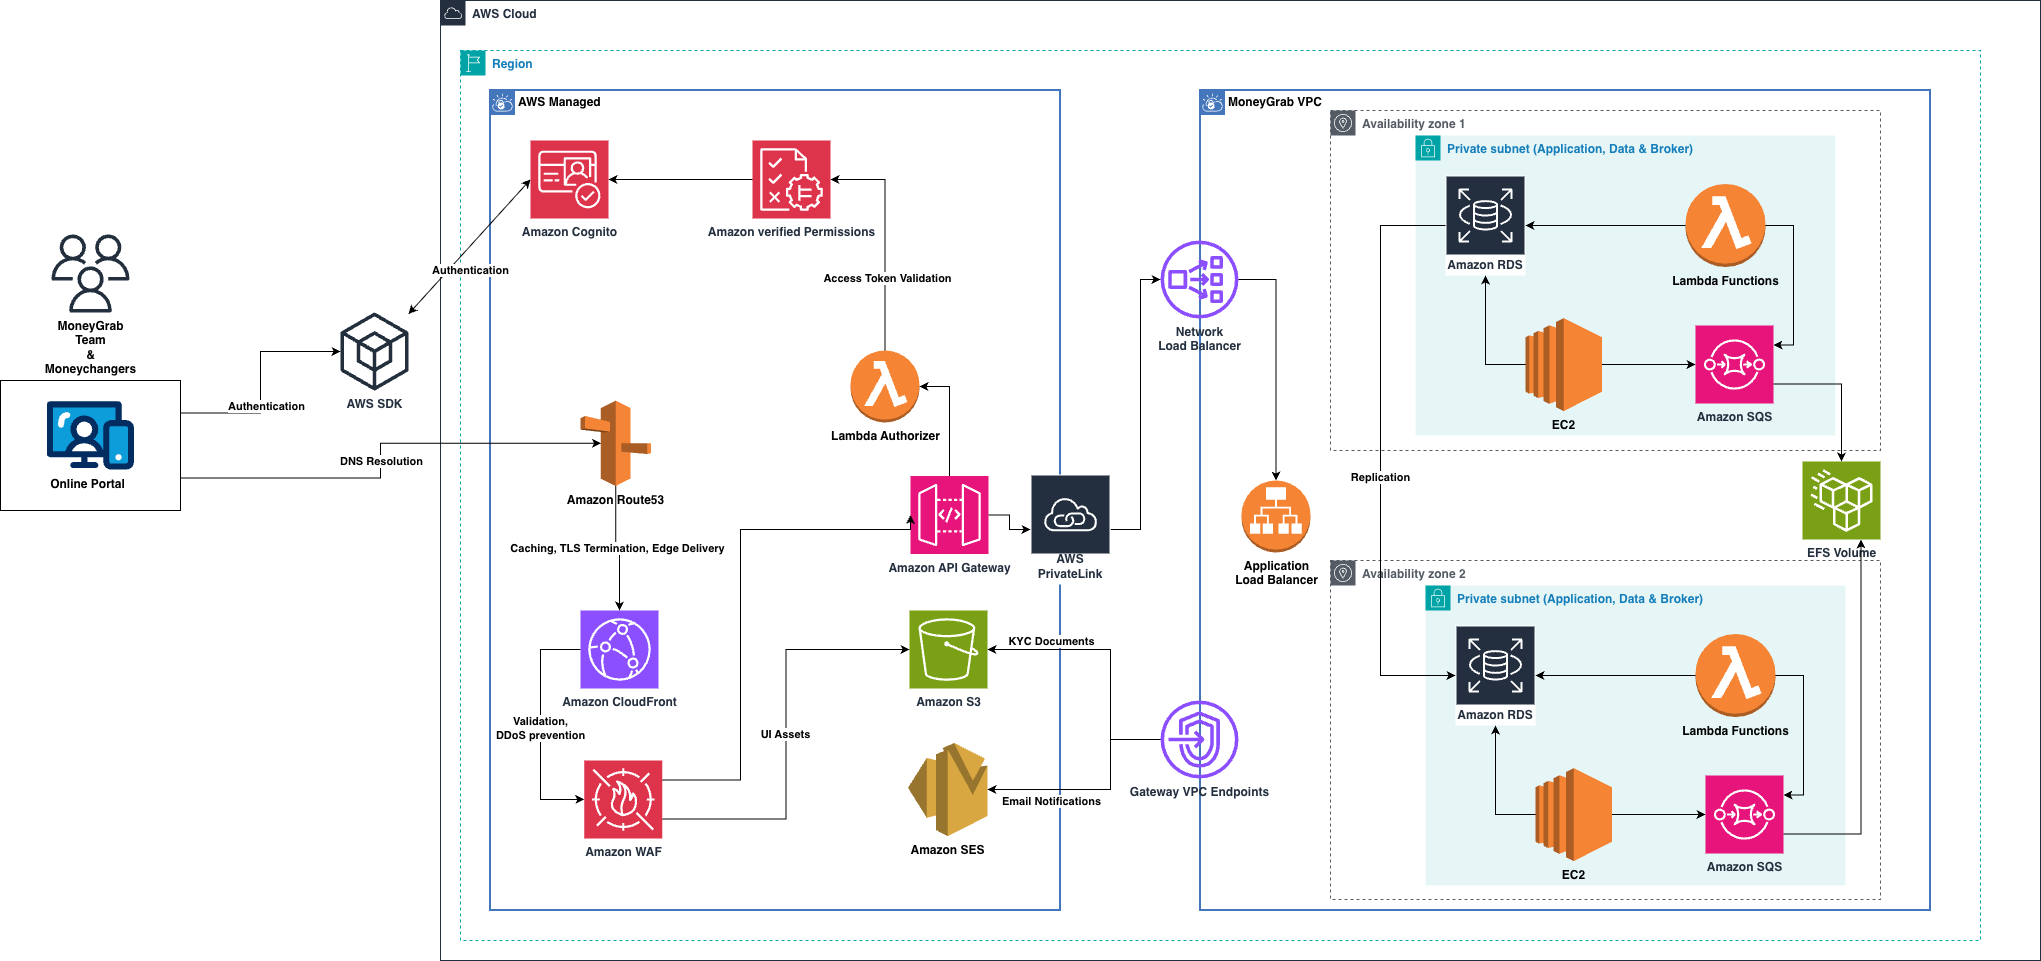 AWS Cloud
Region
AWS Managed
Amazon Cognito
Amazon verified Permissions
Authentication
Access Token Validation
MoneyGrab
Team
&
Moneychangers
Online Portal
AWS SDK
Authentication
DNS Resolution
Lambda Authorizer
Amazon Route53
Caching, TLS Termination, Edge Delivery
Amazon API Gateway
AWS
PrivateLink
Amazon CloudFront
Validation,
DDoS prevention
UI Assets
Amazon WAF
KYC Documents
Amazon S3
Email Notifications
Amazon SES
Gateway VPC Endpoints
MoneyGrab VPC
Network
Load Balancer
Application
Load Balancer
Availability zone 1
Private subnet (Application, Data & Broker)
Amazon RDS
Lambda Functions
EC2
Amazon SQS
Replication
EFS Volume
Availability zone 2
Private subnet (Application, Data & Broker)
Amazon RDS
Lambda Functions
EC2
Amazon SQS